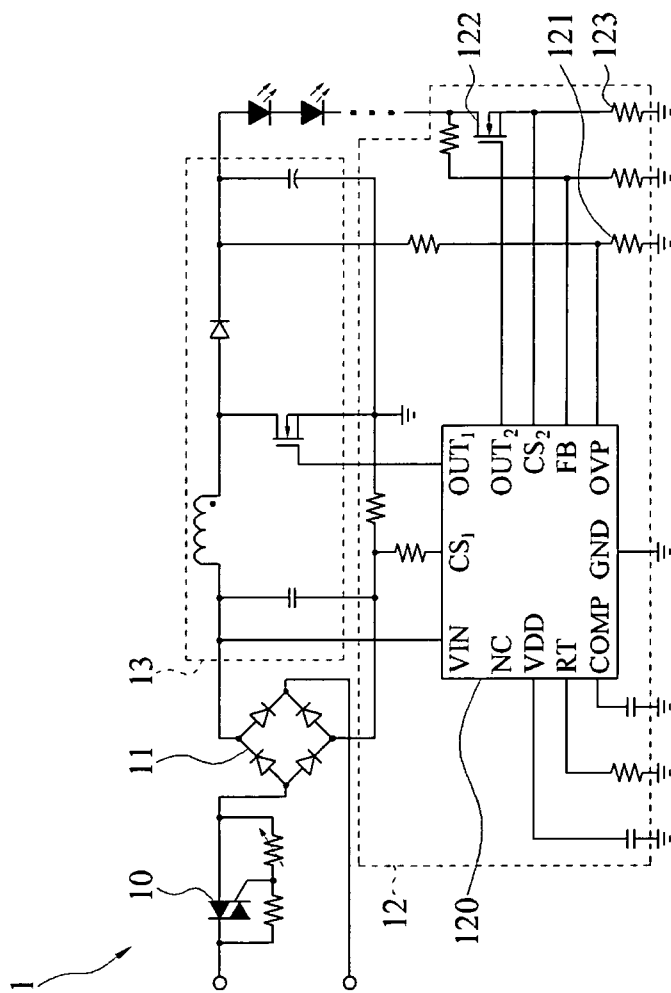 1
10
11
13
12
120
VIN
CS₁
OUT₁
NC
OUT₂
VDD
CS₂
RT
FB
COMP
GND
OVP
122
121
123